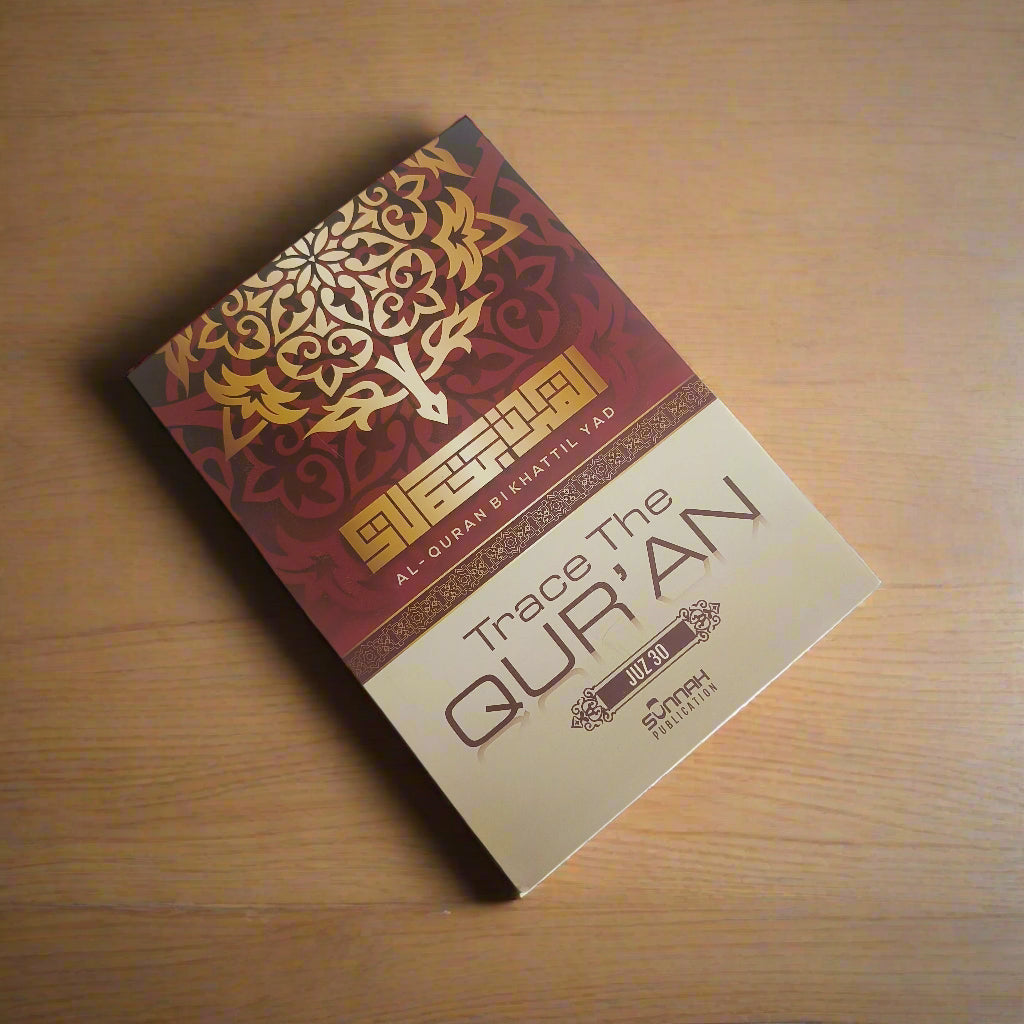 AL-QURAN BI KHATTIL YAD
Trace The
QUR'AN
JUZ 30
SUNNAH
PUBLICATION